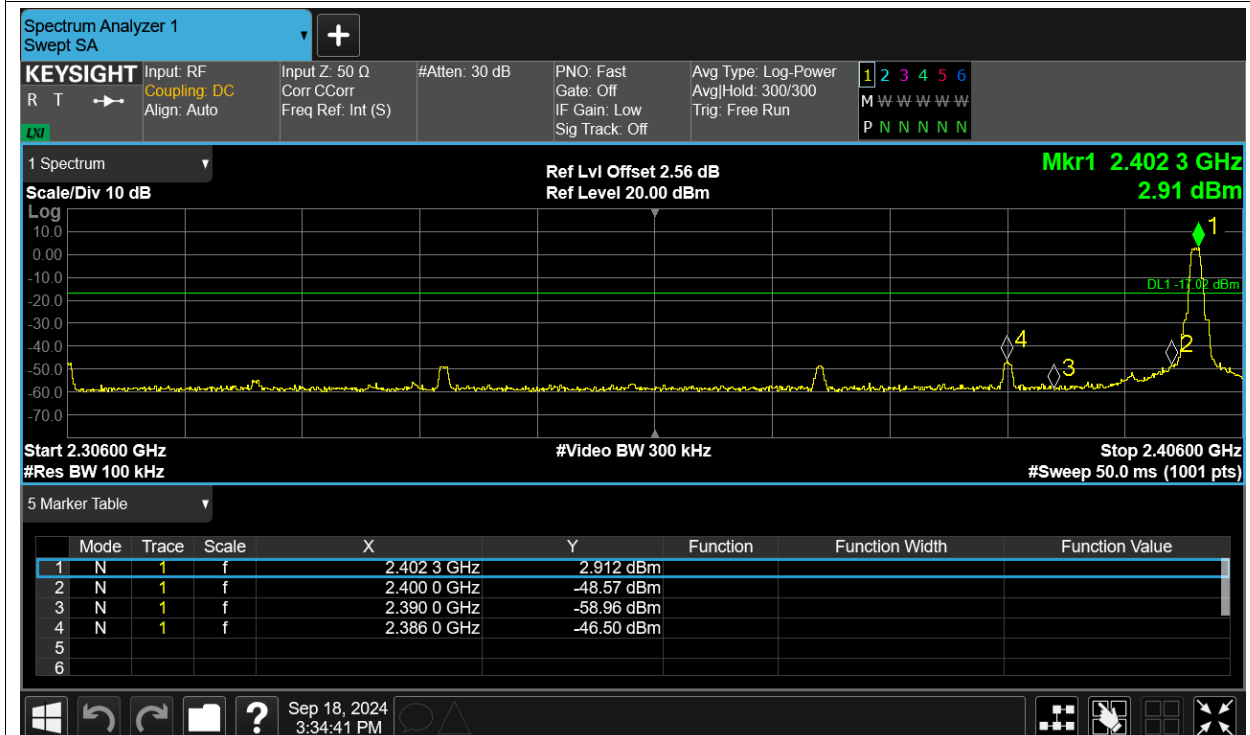 Spectrum Analyzer 1
Swept SA
+
KEYSIGHT
R T
LXI
Input: RF
Coupling: DC
Align: Auto
Input Z: 50 Ω
Corr CCorr
Freq Ref: Int (S)
#Atten: 30 dB
PNO: Fast
Gate: Off
IF Gain: Low
Sig Track: Off
Avg Type: Log-Power
Avg|Hold: 300/300
Trig: Free Run
1 2 3 4 5 6
M W W W W W W
P N N N N N N
1 Spectrum
Scale/Div 10 dB
Ref Lvl Offset 2.56 dB
Ref Level 20.00 dBm
Mkr1 2.402 3 GHz
2.91 dBm
Log
10.0
0.00
-10.0
-20.0
-30.0
-40.0
-50.0
-60.0
-70.0
1
DL1 -17.02 dBm
4
2
3
Start 2.30600 GHz
#Res BW 100 kHz
#Video BW 300 kHz
Stop 2.40600 GHz
#Sweep 50.0 ms (1001 pts)
5 Marker Table
Mode Trace Scale X Y Function Function Width Function Value
1 N 1 f 2.402 3 GHz 2.912 dBm
2 N 1 f 2.400 0 GHz -48.57 dBm
3 N 1 f 2.390 0 GHz -58.96 dBm
4 N 1 f 2.386 0 GHz -46.50 dBm
5
6
?
Sep 18, 2024
3:34:41 PM